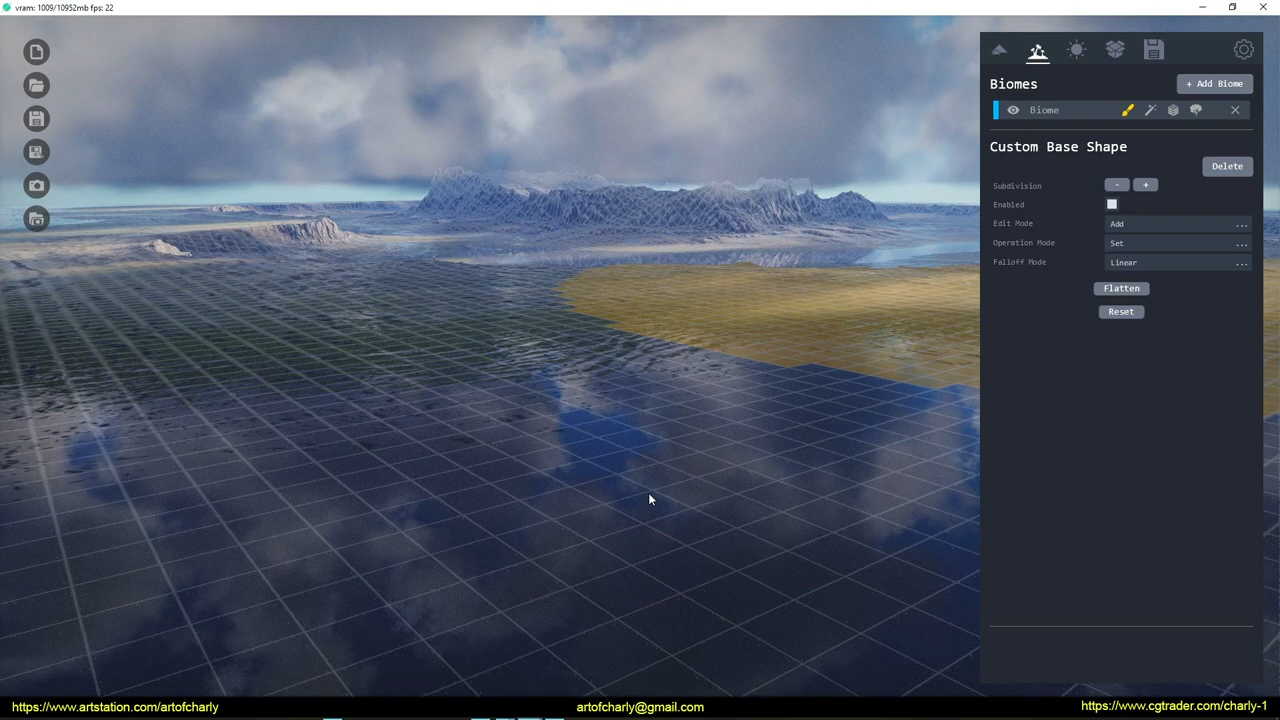 vram: 1009/10952mb fps: 22
Biomes
+ Add Biome
Biome
Custom Base Shape
Delete
Subdivision - +
Enabled
Edit Mode Add ...
Operation Mode Set ...
Falloff Mode Linear ...
Flatten
Reset
https://www.artstation.com/artofcharly artofcharly@gmail.com https://www.cgtrader.com/charly-1